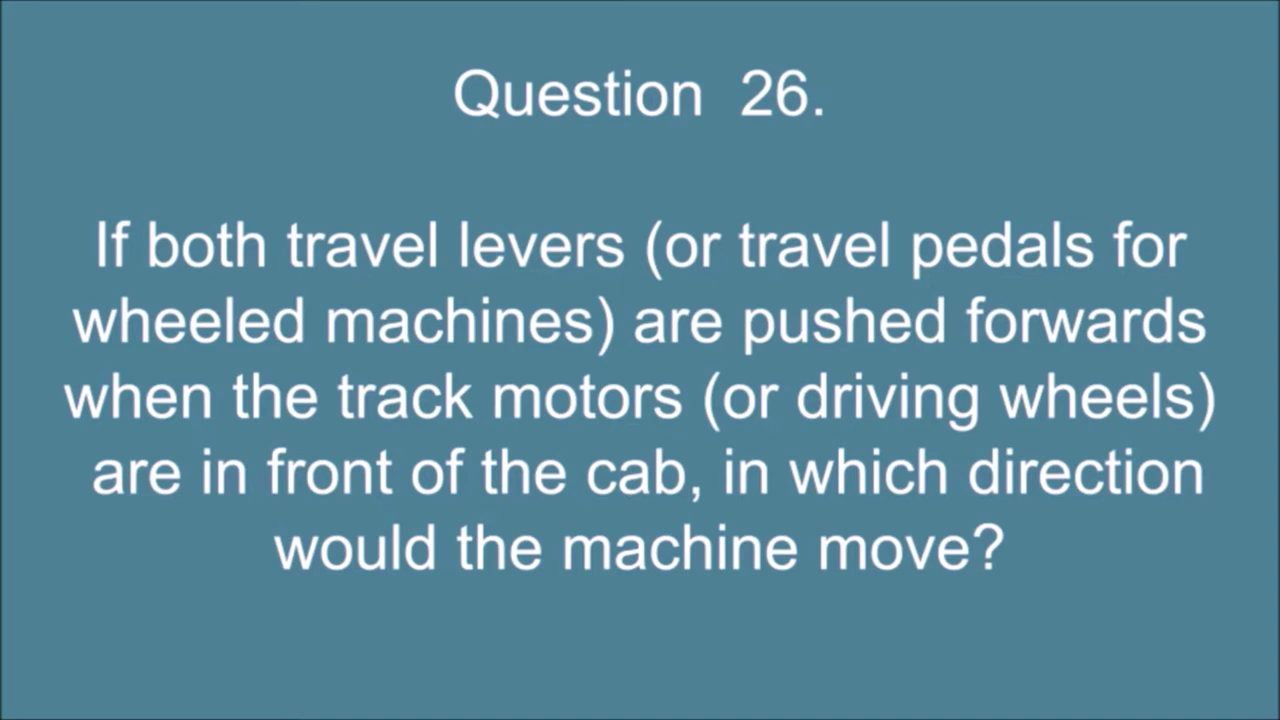 Question 26.
If both travel levers (or travel pedals for
wheeled machines) are pushed forwards
when the track motors (or driving wheels)
are in front of the cab, in which direction
would the machine move?